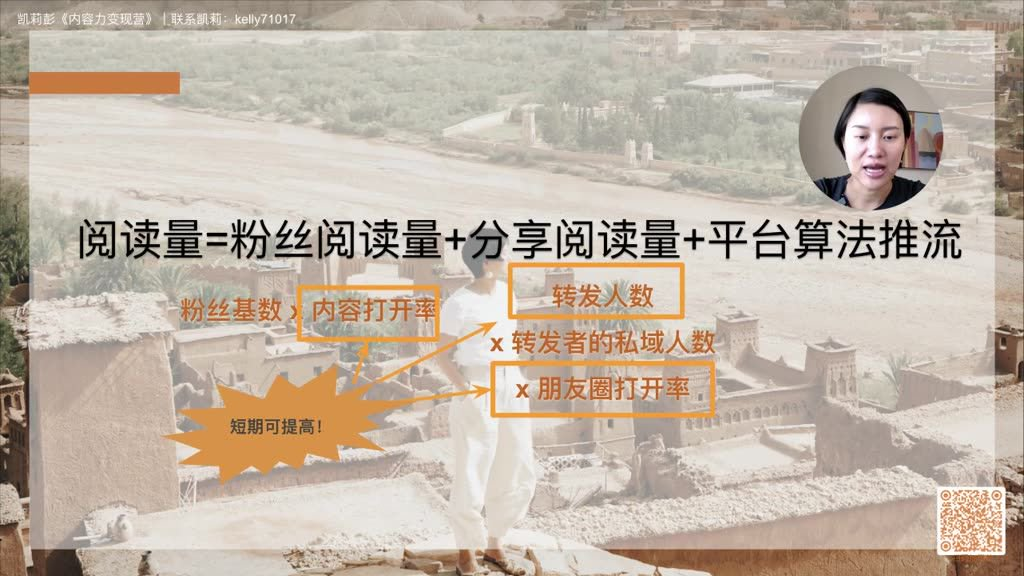 凯莉彭《内容力变现营》｜联系凯莉：kelly71017
阅读量=粉丝阅读量+分享阅读量+平台算法推流
粉丝基数 x 内容打开率
转发人数
x 转发者的私域人数
x 朋友圈打开率
短期可提高！